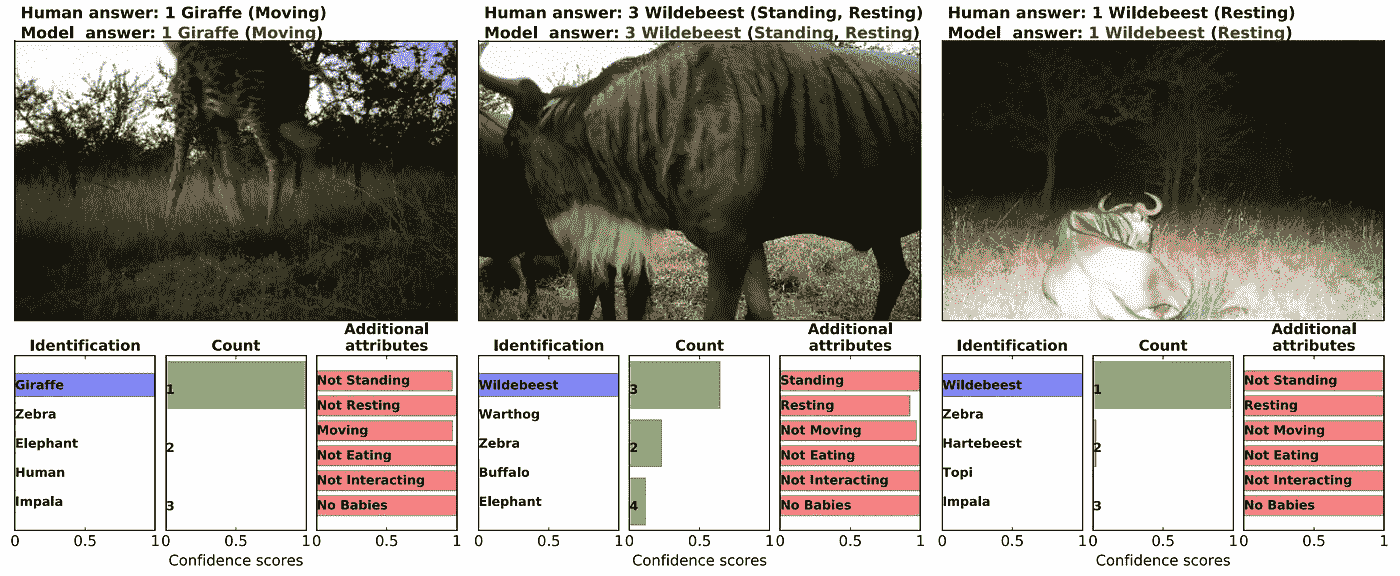 Human answer: 1 Giraffe (Moving)
Model answer: 1 Giraffe (Moving)
Identification
Count
Additional
attributes
Giraffe
Zebra
Elephant
Human
Impala
1
2
3
Not Standing
Not Resting
Moving
Not Eating
Not Interacting
No Babies
0 0.5 1 0 0.5 1 0 0.5 1
Confidence scores
Human answer: 3 Wildebeest (Standing, Resting)
Model answer: 3 Wildebeest (Standing, Resting)
Identification
Count
Additional
attributes
Wildebeest
Warthog
Zebra
Buffalo
Elephant
3
2
4
Standing
Resting
Not Moving
Not Eating
Not Interacting
No Babies
0 0.5 1 0 0.5 1 0 0.5 1
Confidence scores
Human answer: 1 Wildebeest (Resting)
Model answer: 1 Wildebeest (Resting)
Identification
Count
Additional
attributes
Wildebeest
Zebra
Hartebeest
Topi
Impala
1
2
3
Not Standing
Resting
Not Moving
Not Eating
Not Interacting
No Babies
0 0.5 1 0 0.5 1 0 0.5 1
Confidence scores